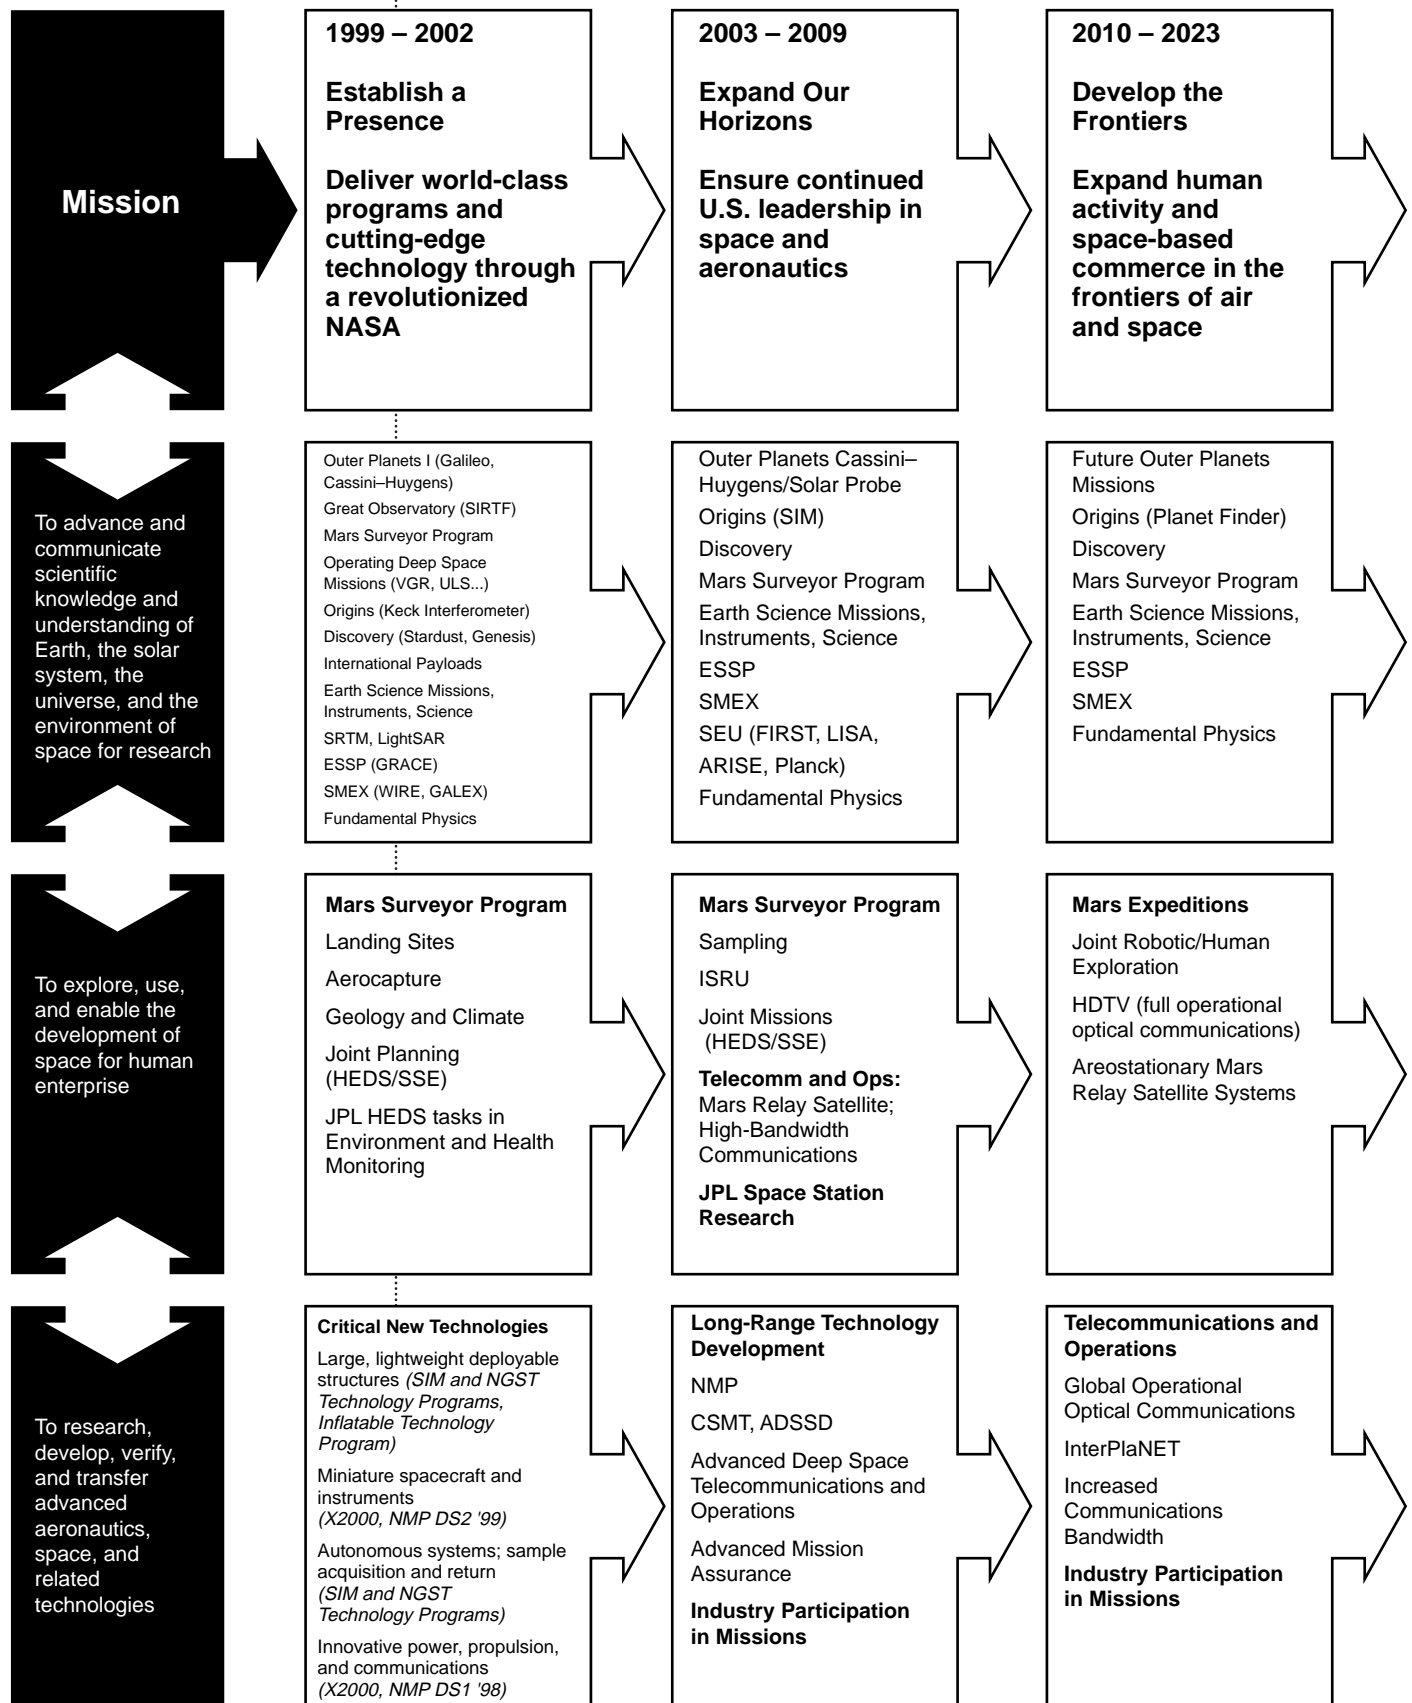 Mission
1999 – 2002
Establish a
Presence
Deliver world-class
programs and
cutting-edge
technology through
a revolutionized
NASA
2003 – 2009
Expand Our
Horizons
Ensure continued
U.S. leadership in
space and
aeronautics
2010 – 2023
Develop the
Frontiers
Expand human
activity and
space-based
commerce in the
frontiers of air
and space
To advance and
communicate
scientific
knowledge and
understanding of
Earth, the solar
system, the
universe, and the
environment of
space for research
Outer Planets I (Galileo,
Cassini–Huygens)
Great Observatory (SIRTF)
Mars Surveyor Program
Operating Deep Space
Missions (VGR, ULS...)
Origins (Keck Interferometer)
Discovery (Stardust, Genesis)
International Payloads
Earth Science Missions,
Instruments, Science
SRTM, LightSAR
ESSP (GRACE)
SMEX (WIRE, GALEX)
Fundamental Physics
Outer Planets Cassini–
Huygens/Solar Probe
Origins (SIM)
Discovery
Mars Surveyor Program
Earth Science Missions,
Instruments, Science
ESSP
SMEX
SEU (FIRST, LISA,
ARISE, Planck)
Fundamental Physics
Future Outer Planets
Missions
Origins (Planet Finder)
Discovery
Mars Surveyor Program
Earth Science Missions,
Instruments, Science
ESSP
SMEX
Fundamental Physics
To explore, use,
and enable the
development of
space for human
enterprise
Mars Surveyor Program
Landing Sites
Aerocapture
Geology and Climate
Joint Planning
(HEDS/SSE)
JPL HEDS tasks in
Environment and Health
Monitoring
Mars Surveyor Program
Sampling
ISRU
Joint Missions
(HEDS/SSE)
Telecomm and Ops:
Mars Relay Satellite;
High-Bandwidth
Communications
JPL Space Station
Research
Mars Expeditions
Joint Robotic/Human
Exploration
HDTV (full operational
optical communications)
Areostationary Mars
Relay Satellite Systems
To research,
develop, verify,
and transfer
advanced
aeronautics,
space, and
related
technologies
Critical New Technologies
Large, lightweight deployable
structures (SIM and NGST
Technology Programs,
Inflatable Technology
Program)
Miniature spacecraft and
instruments
(X2000, NMP DS2 '99)
Autonomous systems; sample
acquisition and return
(SIM and NGST
Technology Programs)
Innovative power, propulsion,
and communications
(X2000, NMP DS1 '98)
Long-Range Technology
Development
NMP
CSMT, ADSSD
Advanced Deep Space
Telecommunications and
Operations
Advanced Mission
Assurance
Industry Participation
in Missions
Telecommunications and
Operations
Global Operational
Optical Communications
InterPlaNET
Increased
Communications
Bandwidth
Industry Participation
in Missions